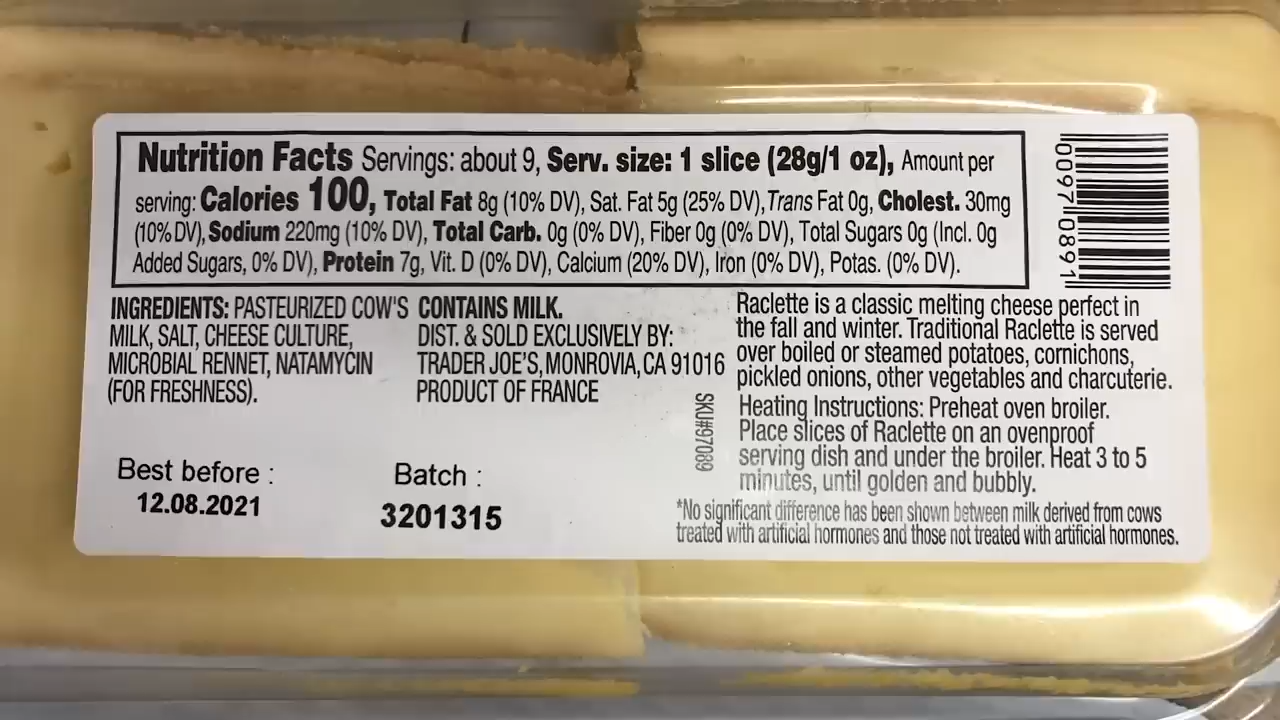 Nutrition Facts Servings: about 9, Serv. size: 1 slice (28g/1 oz), Amount per
serving: Calories 100, Total Fat 8g (10% DV), Sat. Fat 5g (25% DV), Trans Fat 0g, Cholest. 30mg
(10% DV), Sodium 220mg (10% DV), Total Carb. 0g (0% DV), Fiber 0g (0% DV), Total Sugars 0g (Incl. 0g
Added Sugars, 0% DV), Protein 7g, Vit. D (0% DV), Calcium (20% DV), Iron (0% DV), Potas. (0% DV).
00970891
INGREDIENTS: PASTEURIZED COW'S
MILK, SALT, CHEESE CULTURE,
MICROBIAL RENNET, NATAMYCIN
(FOR FRESHNESS).
CONTAINS MILK.
DIST. & SOLD EXCLUSIVELY BY:
TRADER JOE'S, MONROVIA, CA 91016
PRODUCT OF FRANCE
SKU#97089
Raclette is a classic melting cheese perfect in
the fall and winter. Traditional Raclette is served
over boiled or steamed potatoes, cornichons,
pickled onions, other vegetables and charcuterie.
Heating Instructions: Preheat oven broiler.
Place slices of Raclette on an ovenproof
serving dish and under the broiler. Heat 3 to 5
minutes, until golden and bubbly.
*No significant difference has been shown between milk derived from cows
treated with artificial hormones and those not treated with artificial hormones.
Best before :
12.08.2021
Batch :
3201315